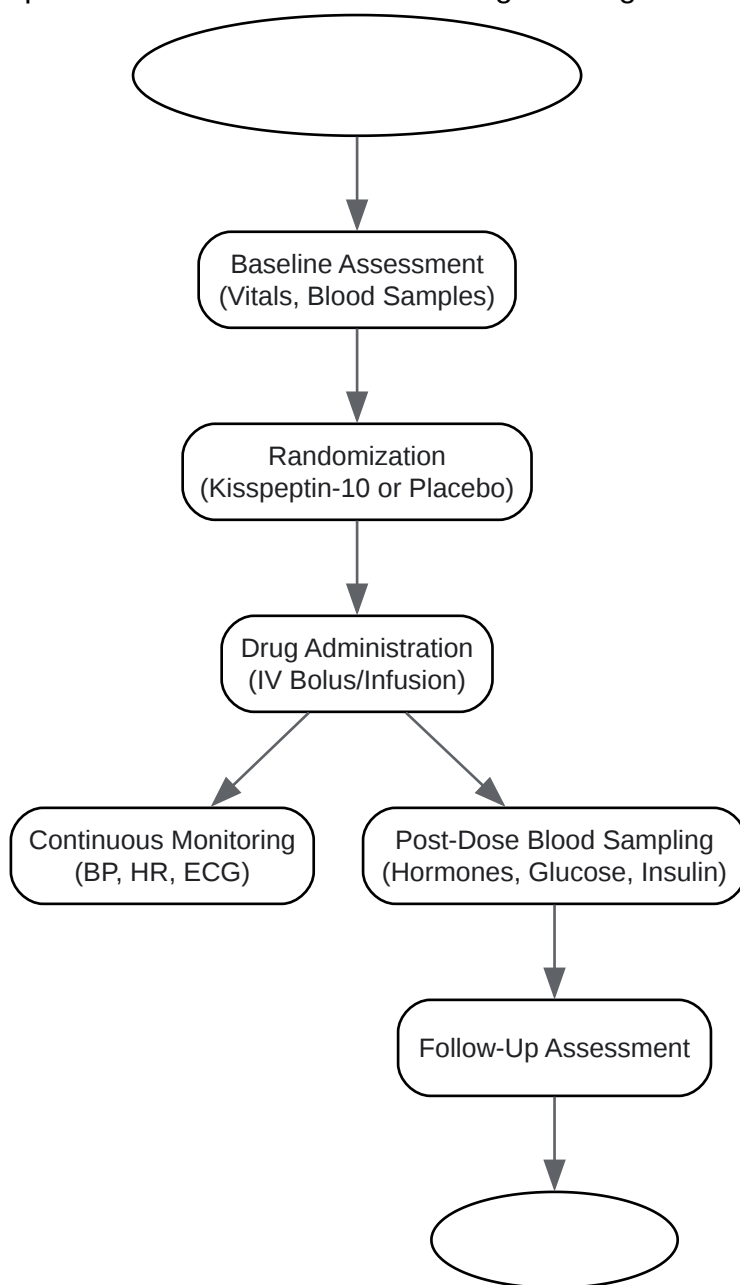 Baseline Assessment
(Vitals, Blood Samples)
Randomization
(Kisspeptin-10 or Placebo)
Drug Administration
(IV Bolus/Infusion)
Continuous Monitoring
(BP, HR, ECG)
Post-Dose Blood Sampling
(Hormones, Glucose, Insulin)
Follow-Up Assessment